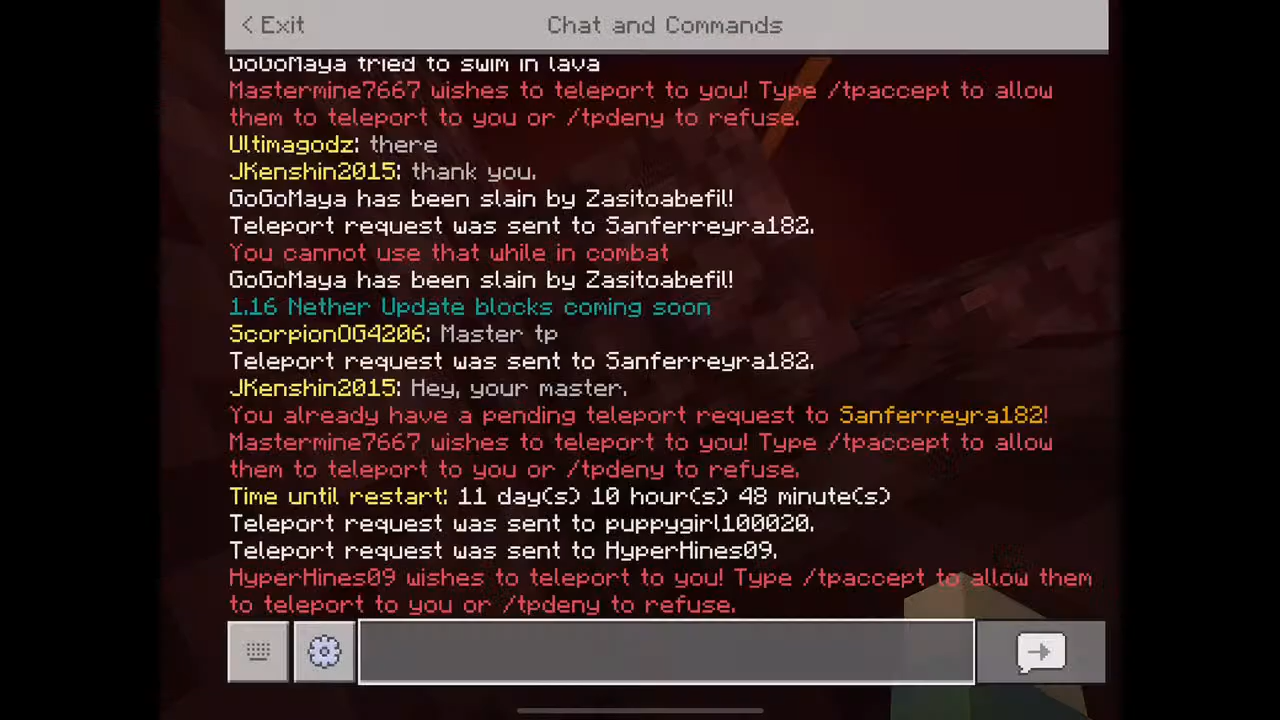 < Exit
Chat and Commands
GoGoMaya tried to swim in lava
Mastermine7667 wishes to teleport to you! Type /tpaccept to allow
them to teleport to you or /tpdeny to refuse.
Ultimagodz: there
JKenshin2015: thank you.
GoGoMaya has been slain by Zasitoabefil!
Teleport request was sent to Sanferreyra182.
You cannot use that while in combat
GoGoMaya has been slain by Zasitoabefil!
1.16 Nether Update blocks coming soon
ScorpionOG4206: Master tp
Teleport request was sent to Sanferreyra182.
JKenshin2015: Hey, your master.
You already have a pending teleport request to Sanferreyra182!
Mastermine7667 wishes to teleport to you! Type /tpaccept to allow
them to teleport to you or /tpdeny to refuse.
Time until restart: 11 day(s) 10 hour(s) 48 minute(s)
Teleport request was sent to puppygirl100020.
Teleport request was sent to HyperHines09.
HyperHines09 wishes to teleport to you! Type /tpaccept to allow them
to teleport to you or /tpdeny to refuse.